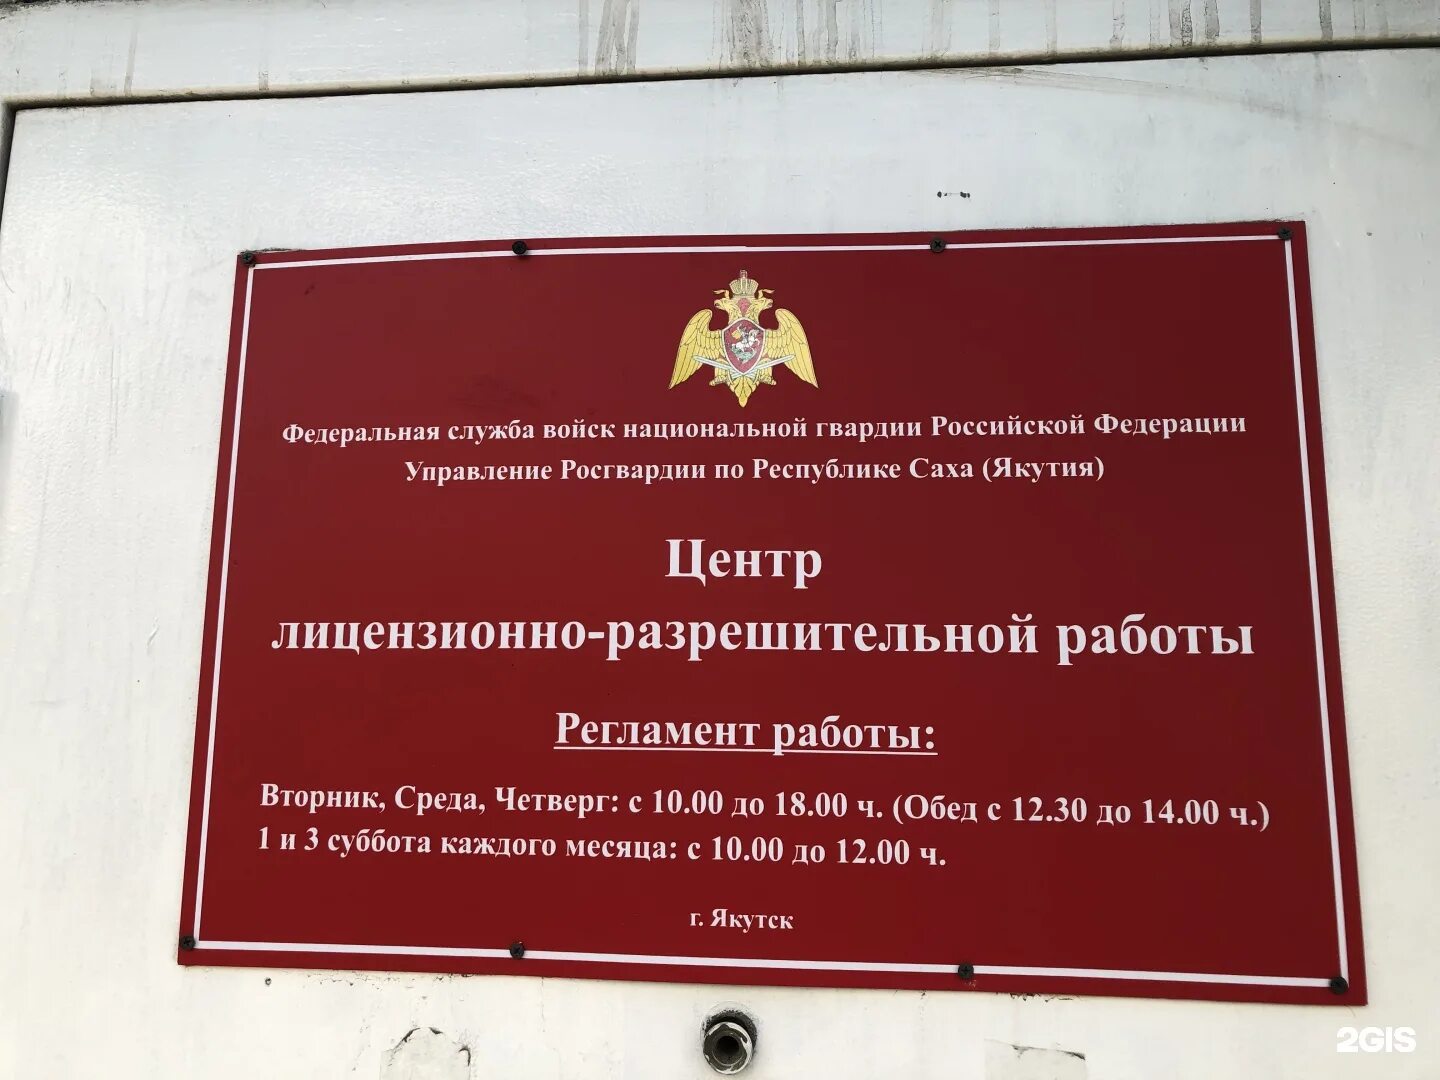 Федеральная служба войск национальной гвардии Российской Федерации
Управление Росгвардии по Республике Саха (Якутия)
Центр
лицензионно-разрешительной работы
Регламент работы:
Вторник, Среда, Четверг: с 10.00 до 18.00 ч. (Обед с 12.30 до 14.00 ч.)
1 и 3 суббота каждого месяца: с 10.00 до 12.00 ч.
г. Якутск
2GIS